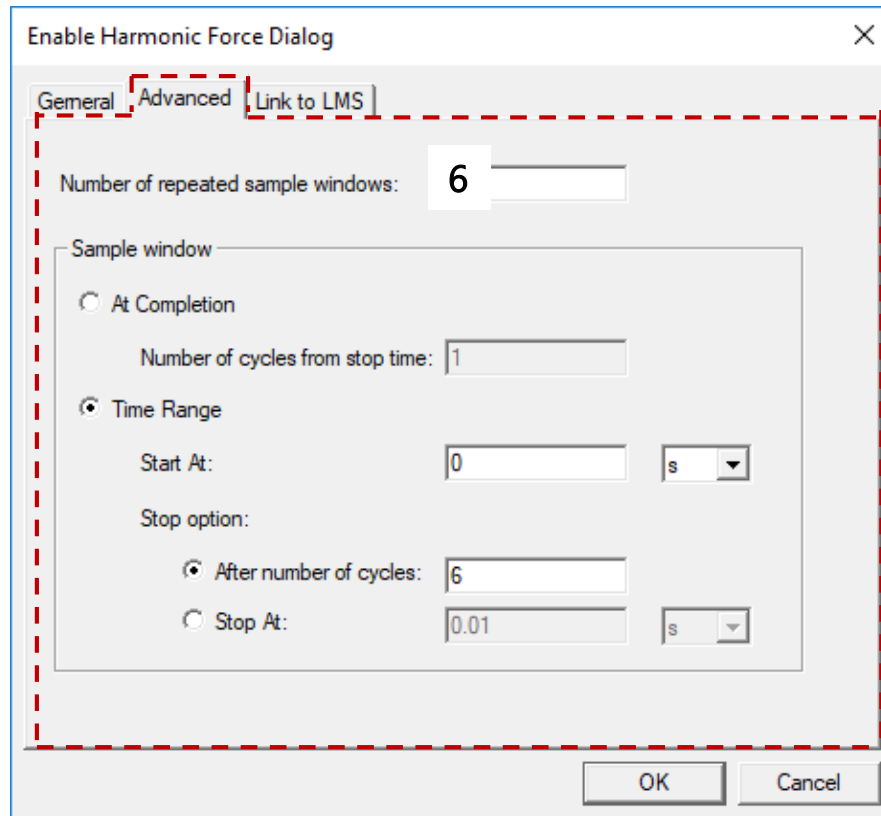 Enable Harmonic Force Dialog
Gemeral Advanced Link to LMS
Number of repeated sample windows: 6
Sample window
At Completion
Number of cycles from stop time: 1
Time Range
Start At: 0 s
Stop option:
After number of cycles: 6
Stop At: 0.01 s
OK Cancel